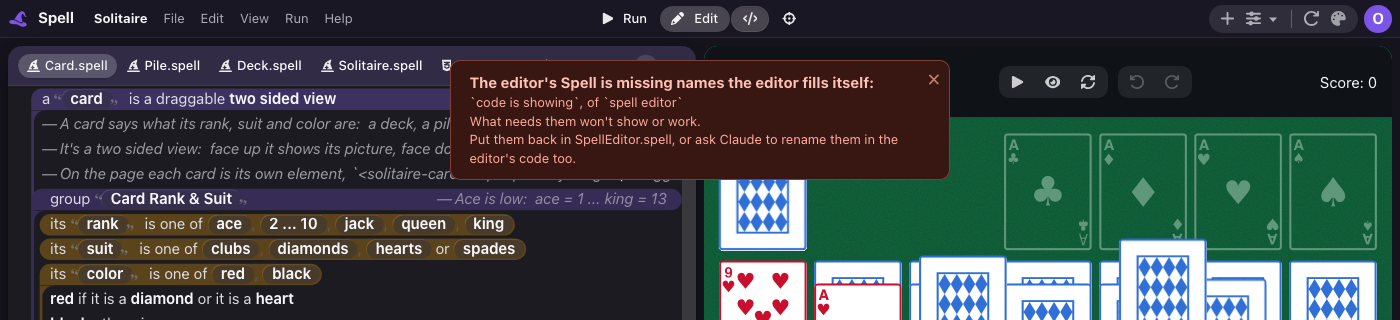 Spell Solitaire File Edit View Run Help Run Edit O
Card.spell Pile.spell Deck.spell Solitaire.spell
The editor's Spell is missing names the editor fills itself:
`code is showing`, of `spell editor`
What needs them won't show or work.
Put them back in SpellEditor.spell, or ask Claude to rename them in the
editor's code too.
Score: 0
a “ card ” is a draggable two sided view
— A card says what its rank, suit and color are: a deck, a pil
— It's a two sided view: face up it shows its picture, face do
— On the page each card is its own element, `<solitaire-car
group “ Card Rank & Suit ” — Ace is low: ace = 1 ... king = 13
its “ rank ” is one of ace 2 ... 10 jack queen king
its “ suit ” is one of clubs diamonds hearts or spades
its “ color ” is one of red black
red if it is a diamond or it is a heart
A A A A
A A A A
9 A